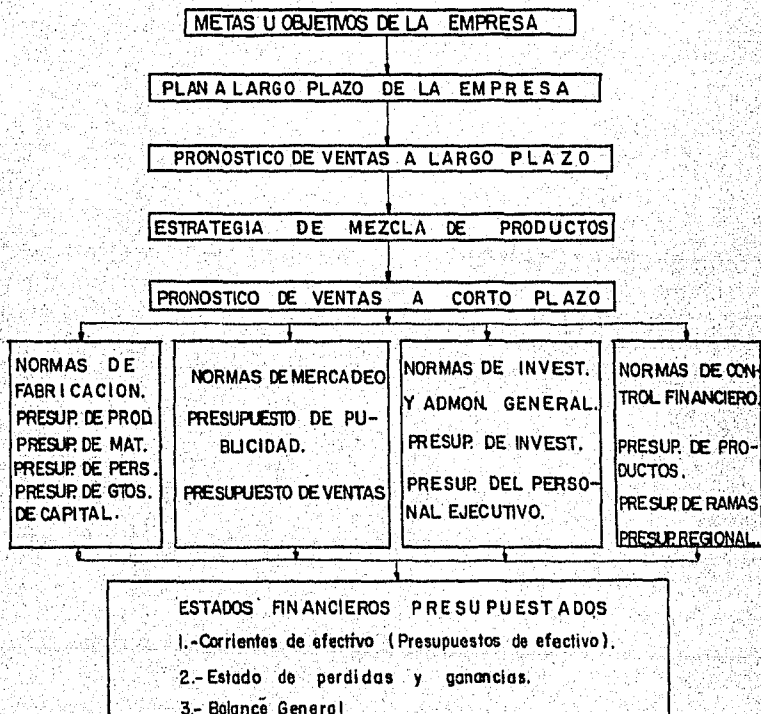 METAS U OBJETIVOS DE LA EMPRESA
PLAN A LARGO PLAZO DE LA EMPRESA
PRONOSTICO DE VENTAS A LARGO PLAZO
ESTRATEGIA DE MEZCLA DE PRODUCTOS
PRONOSTICO DE VENTAS A CORTO PLAZO
NORMAS DE
FABRICACION.
PRESUP. DE PROD
PRESUP. DE MAT.
PRESUP. DE PERS.
PRESUP. DE GTOS.
DE CAPITAL.
NORMAS DE MERCADEO
PRESUPUESTO DE PU-
BLICIDAD.
PRESUPUESTO DE VENTAS
NORMAS DE INVEST.
Y ADMON. GENERAL.
PRESUP. DE INVEST.
PRESUP. DEL PERSO-
NAL EJECUTIVO.
NORMAS DE CON-
TROL FINANCIERO.
PRESUP. DE PRO-
DUCTOS.
PRESUP. DE RAMAS
PRESUP. REGIONAL.
ESTADOS FINANCIEROS PRESUPUESTADOS
1.-Corrientes de efectivo (Presupuestos de efectivo).
2.- Estado de perdidas y ganancias.
3.- Balance General